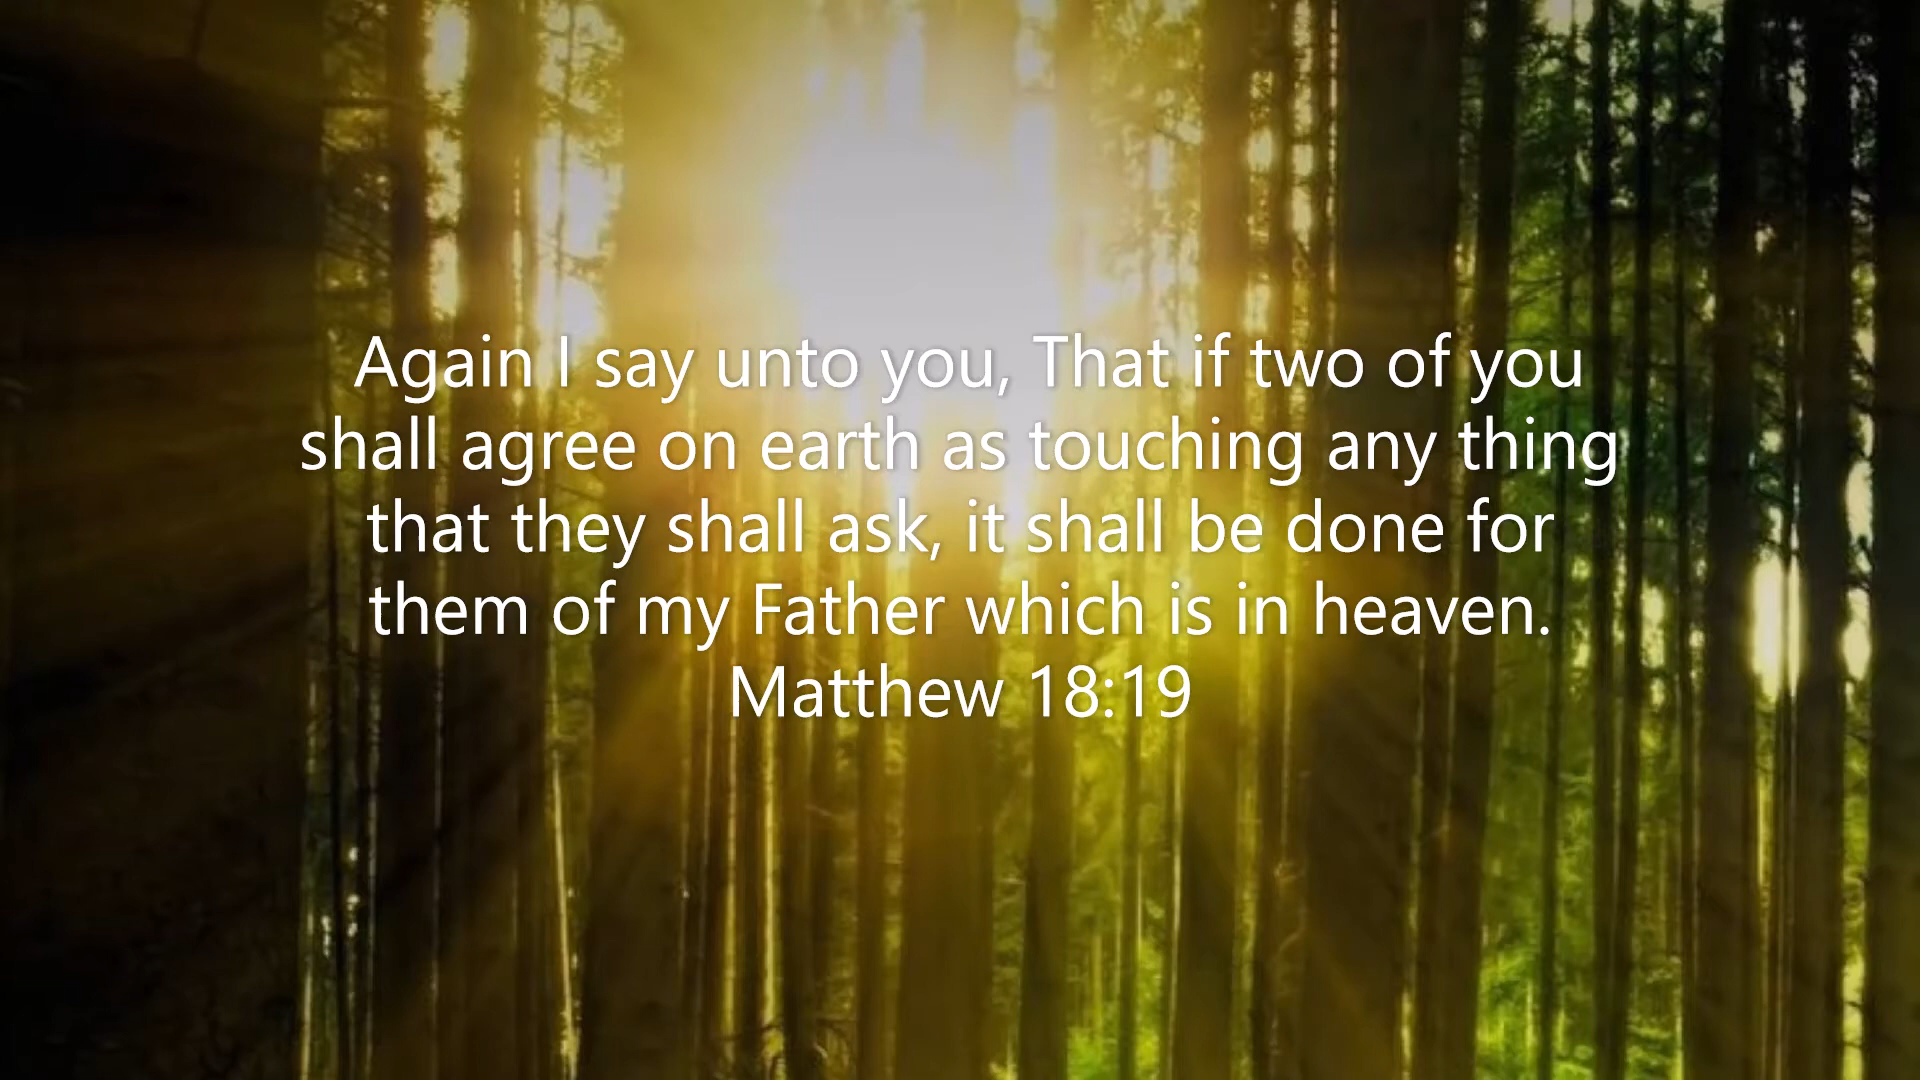 Again I say unto you, That if two of you
shall agree on earth as touching any thing
that they shall ask, it shall be done for
them of my Father which is in heaven.
Matthew 18:19